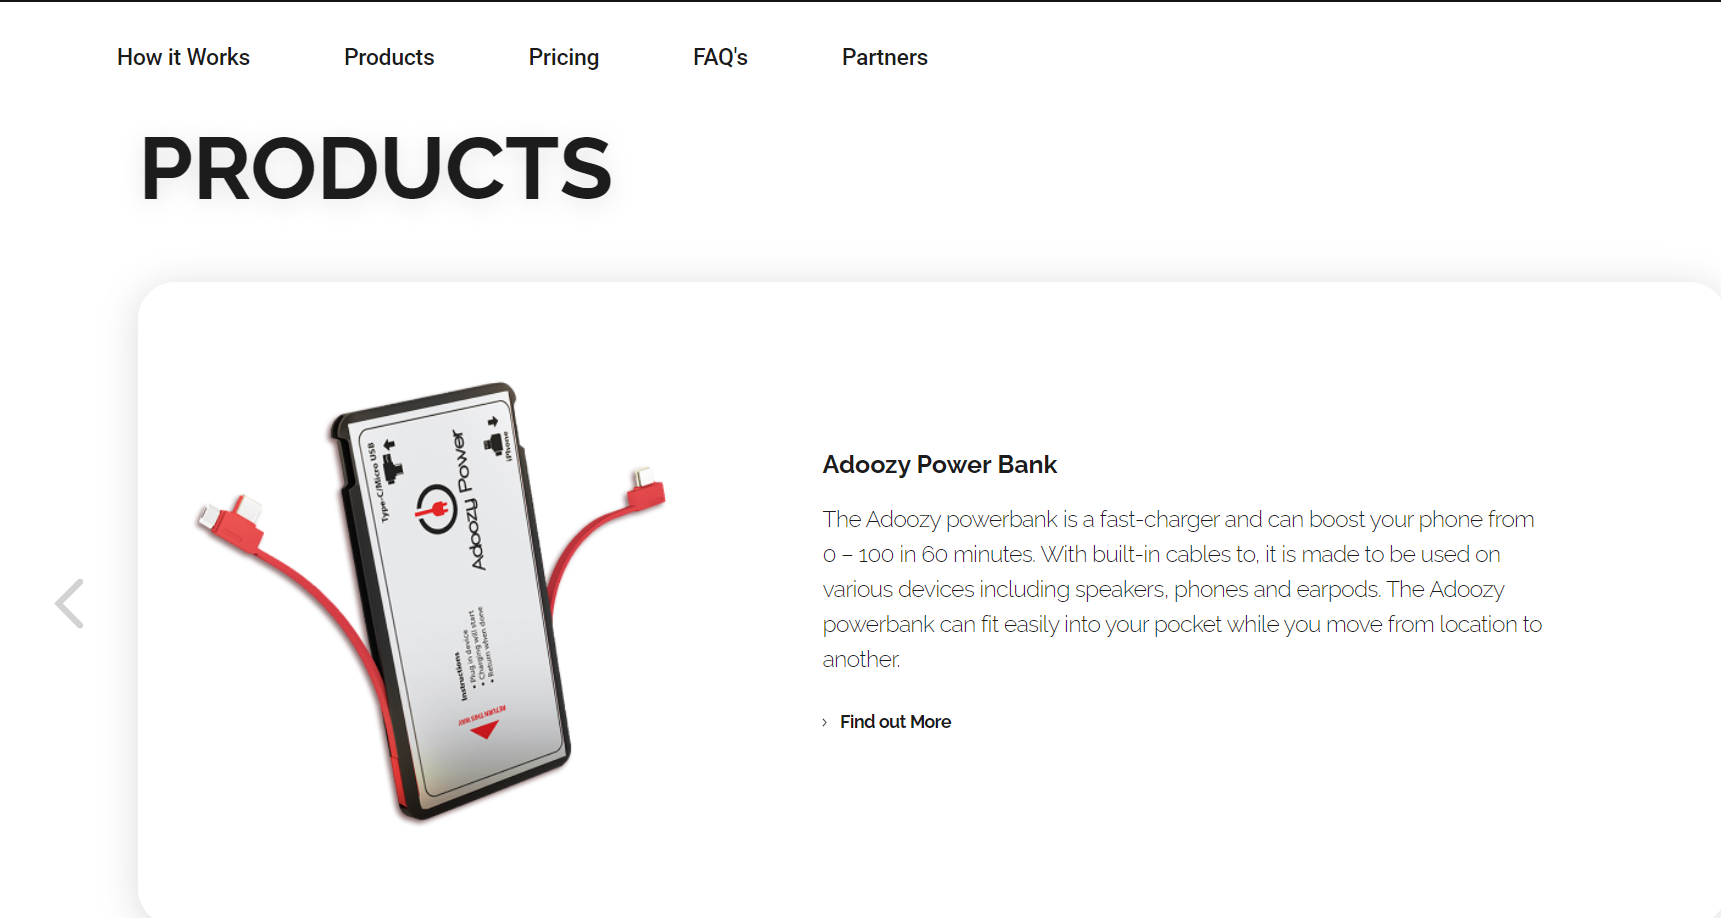 How it Works
Products
Pricing
FAQ's
Partners
PRODUCTS
Type-C/Micro USB
iPhone
Adoozy Power
Instructions
• Plug in device
• Charging will start
• Return when done
RETURN THIS WAY
Adoozy Power Bank
The Adoozy powerbank is a fast-charger and can boost your phone from
0 – 100 in 60 minutes. With built-in cables to, it is made to be used on
various devices including speakers, phones and earpods. The Adoozy
powerbank can fit easily into your pocket while you move from location to
another.
Find out More